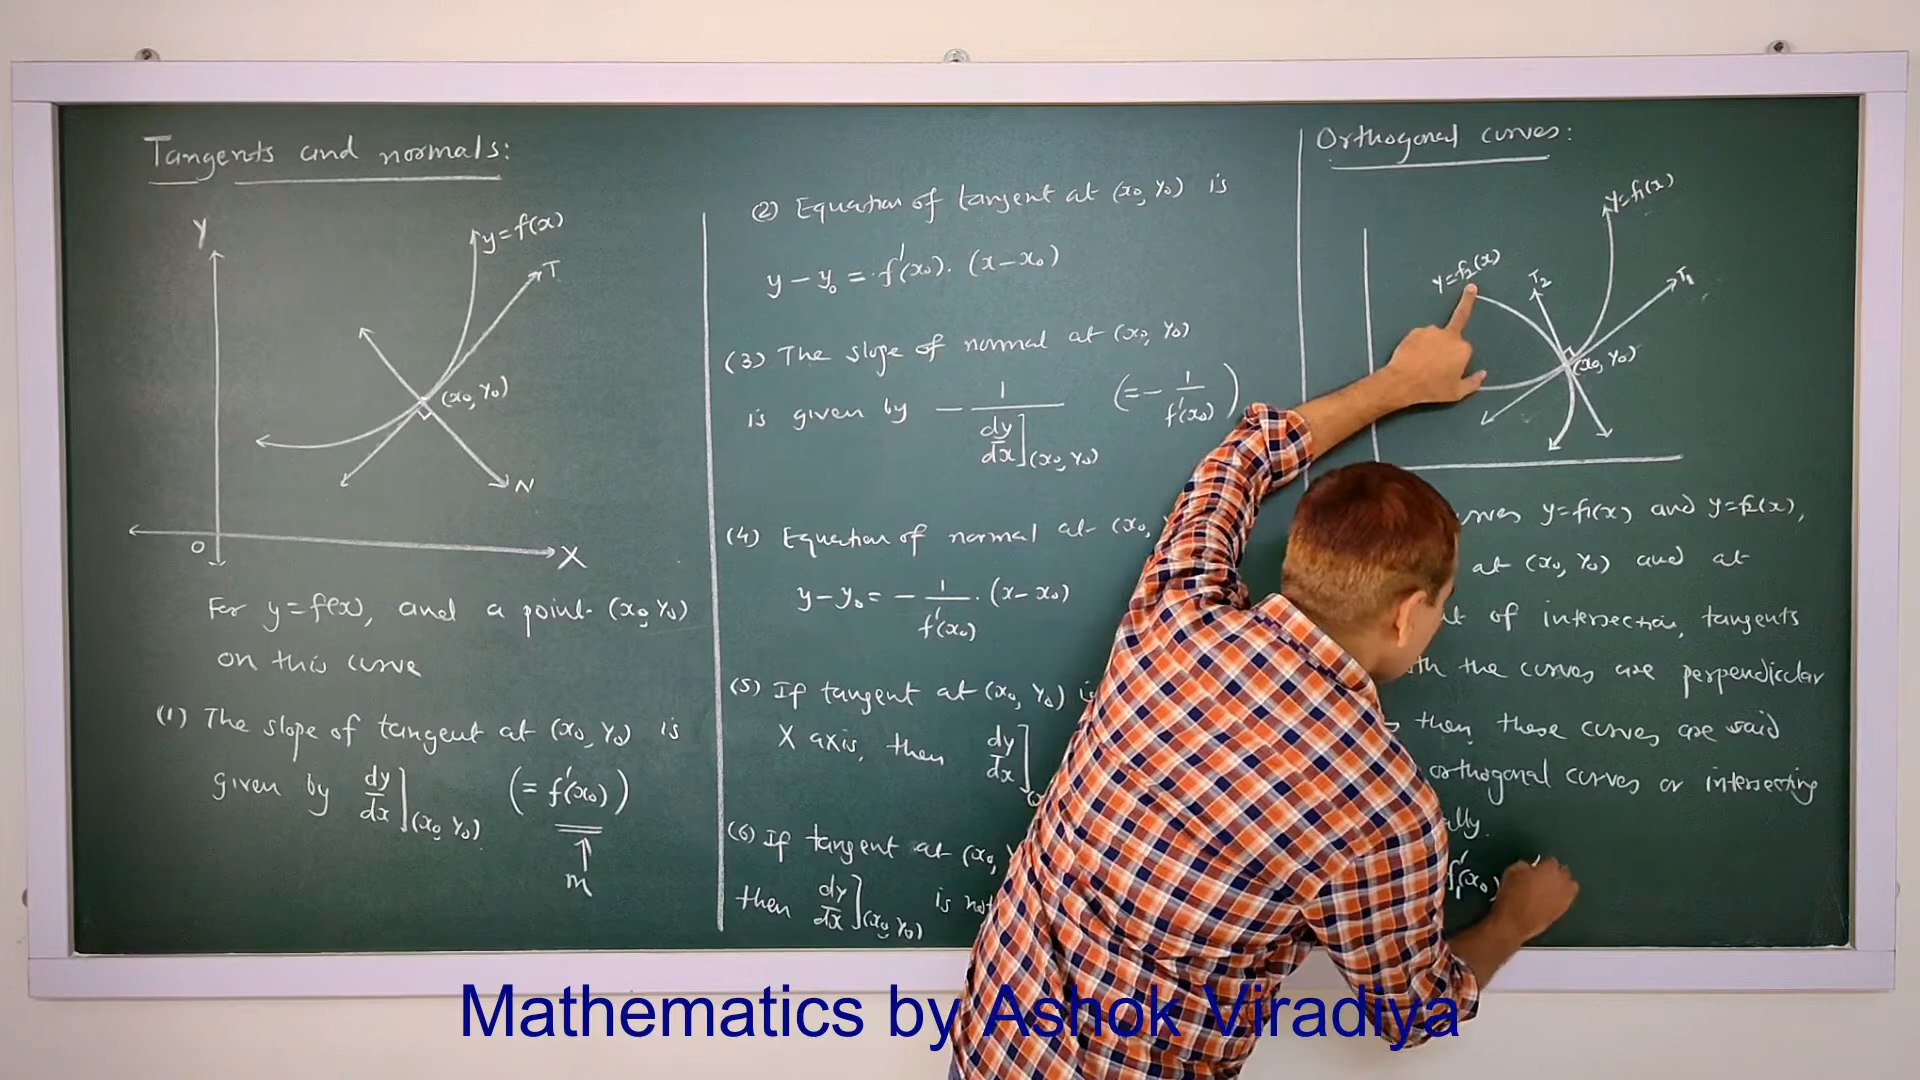 Tangents and normals:
Y
y=f(x)
T
(x₀, y₀)
N
O
X
For y=f(x), and a point (x₀, y₀)
on this curve
(1) The slope of tangent at (x₀, y₀) is
given by dy/dx](x₀, y₀) (= f'(x₀))
↑
m
(2) Equation of tangent at (x₀, y₀) is
y-y₀ = f'(x₀). (x-x₀)
(3) The slope of normal at (x₀, y₀)
is given by - 1/(dy/dx](x₀, y₀)) (= - 1/f'(x₀))
(4) Equation of normal at (x₀,
y-y₀ = - 1/f'(x₀) . (x-x₀)
(5) If tangent at (x₀, y₀) is
X axis, then dy/dx]
(6) If tangent at (x₀,
then dy/dx](x₀, y₀) is not
Orthogonal curves:
y=f₁(x)
y=f₂(x)
T₂
T₁
(x₀, y₀)
y=f₁(x) and y=f₂(x),
at (x₀, y₀) and at
of intersection, tangents
the curves are perpendicular
then these curves are said
orthogonal curves or intersecting
f₁'(x₀)
Mathematics by Ashok Viradiya